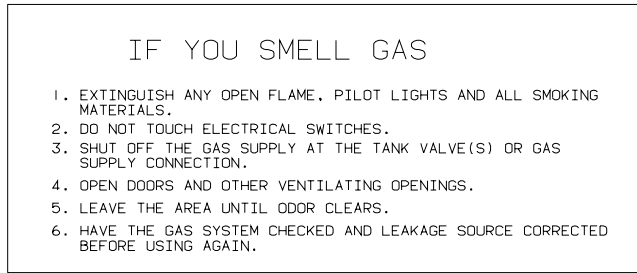 IF YOU SMELL GAS
1. EXTINGUISH ANY OPEN FLAME, PILOT LIGHTS AND ALL SMOKING
MATERIALS.
2. DO NOT TOUCH ELECTRICAL SWITCHES.
3. SHUT OFF THE GAS SUPPLY AT THE TANK VALVE(S) OR GAS
SUPPLY CONNECTION.
4. OPEN DOORS AND OTHER VENTILATING OPENINGS.
5. LEAVE THE AREA UNTIL ODOR CLEARS.
6. HAVE THE GAS SYSTEM CHECKED AND LEAKAGE SOURCE CORRECTED
BEFORE USING AGAIN.